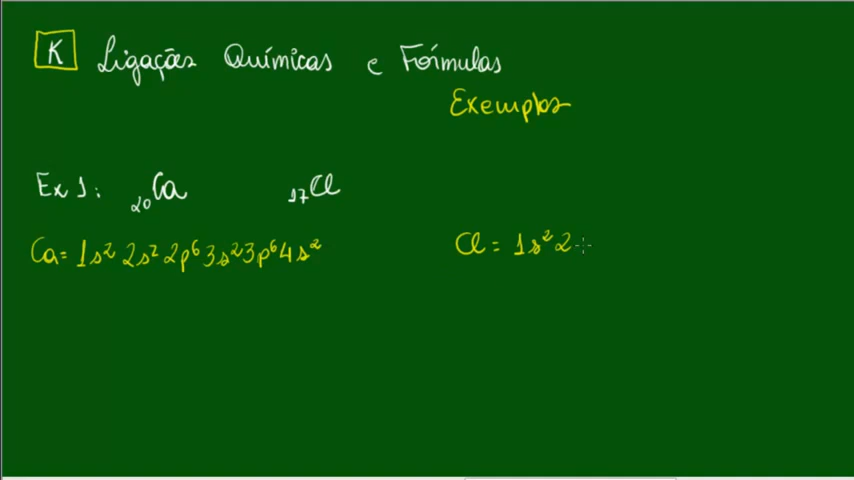 K Ligações Químicas e Fórmulas
Exemplos
Ex 1: ₂₀Ca ₁₇Cl
Ca = 1s² 2s² 2p⁶ 3s² 3p⁶ 4s²
Cl = 1s² 2